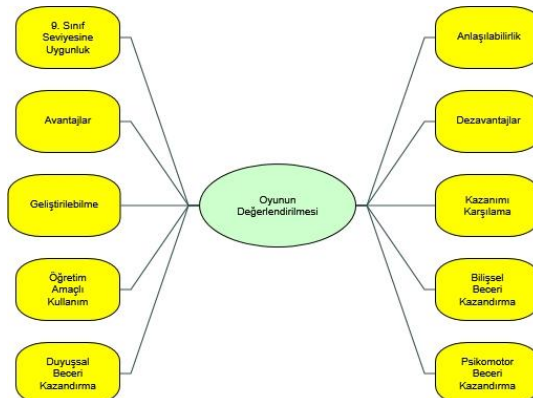 9. Sınıf
Seviyesine
Uygunluk
Avantajlar
Geliştirilebilme
Öğretim
Amaçlı
Kullanım
Duyuşsal
Beceri
Kazandırma
Oyunun
Değerlendirilmesi
Anlaşılabilirlik
Dezavantajlar
Kazanımı
Karşılama
Bilişsel
Beceri
Kazandırma
Psikomotor
Beceri
Kazandırma